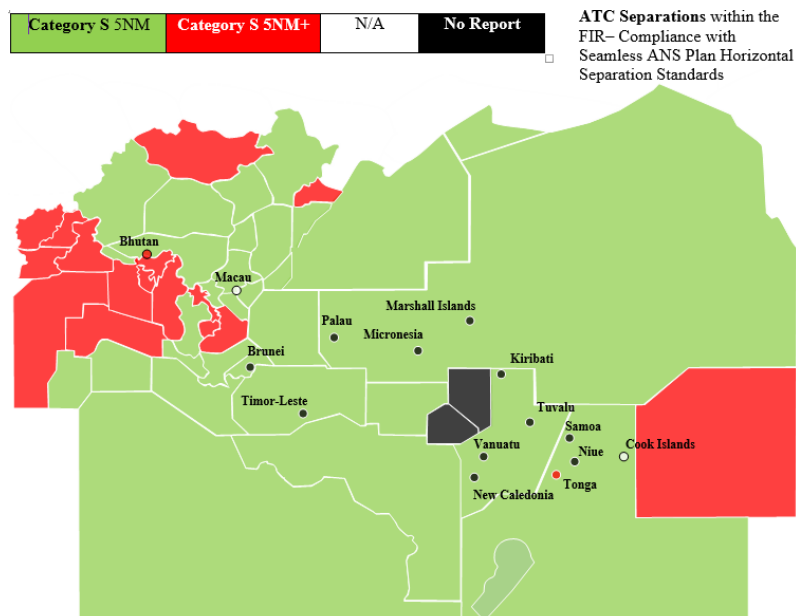 Category S 5NM
Category S 5NM+
N/A
No Report
ATC Separations within the
FIR– Compliance with
Seamless ANS Plan Horizontal
Separation Standards
Bhutan
Macau
Marshall Islands
Palau
Micronesia
Brunei
Kiribati
Timor-Leste
Tuvalu
Samoa
Vanuatu
Niue
Cook Islands
Tonga
New Caledonia